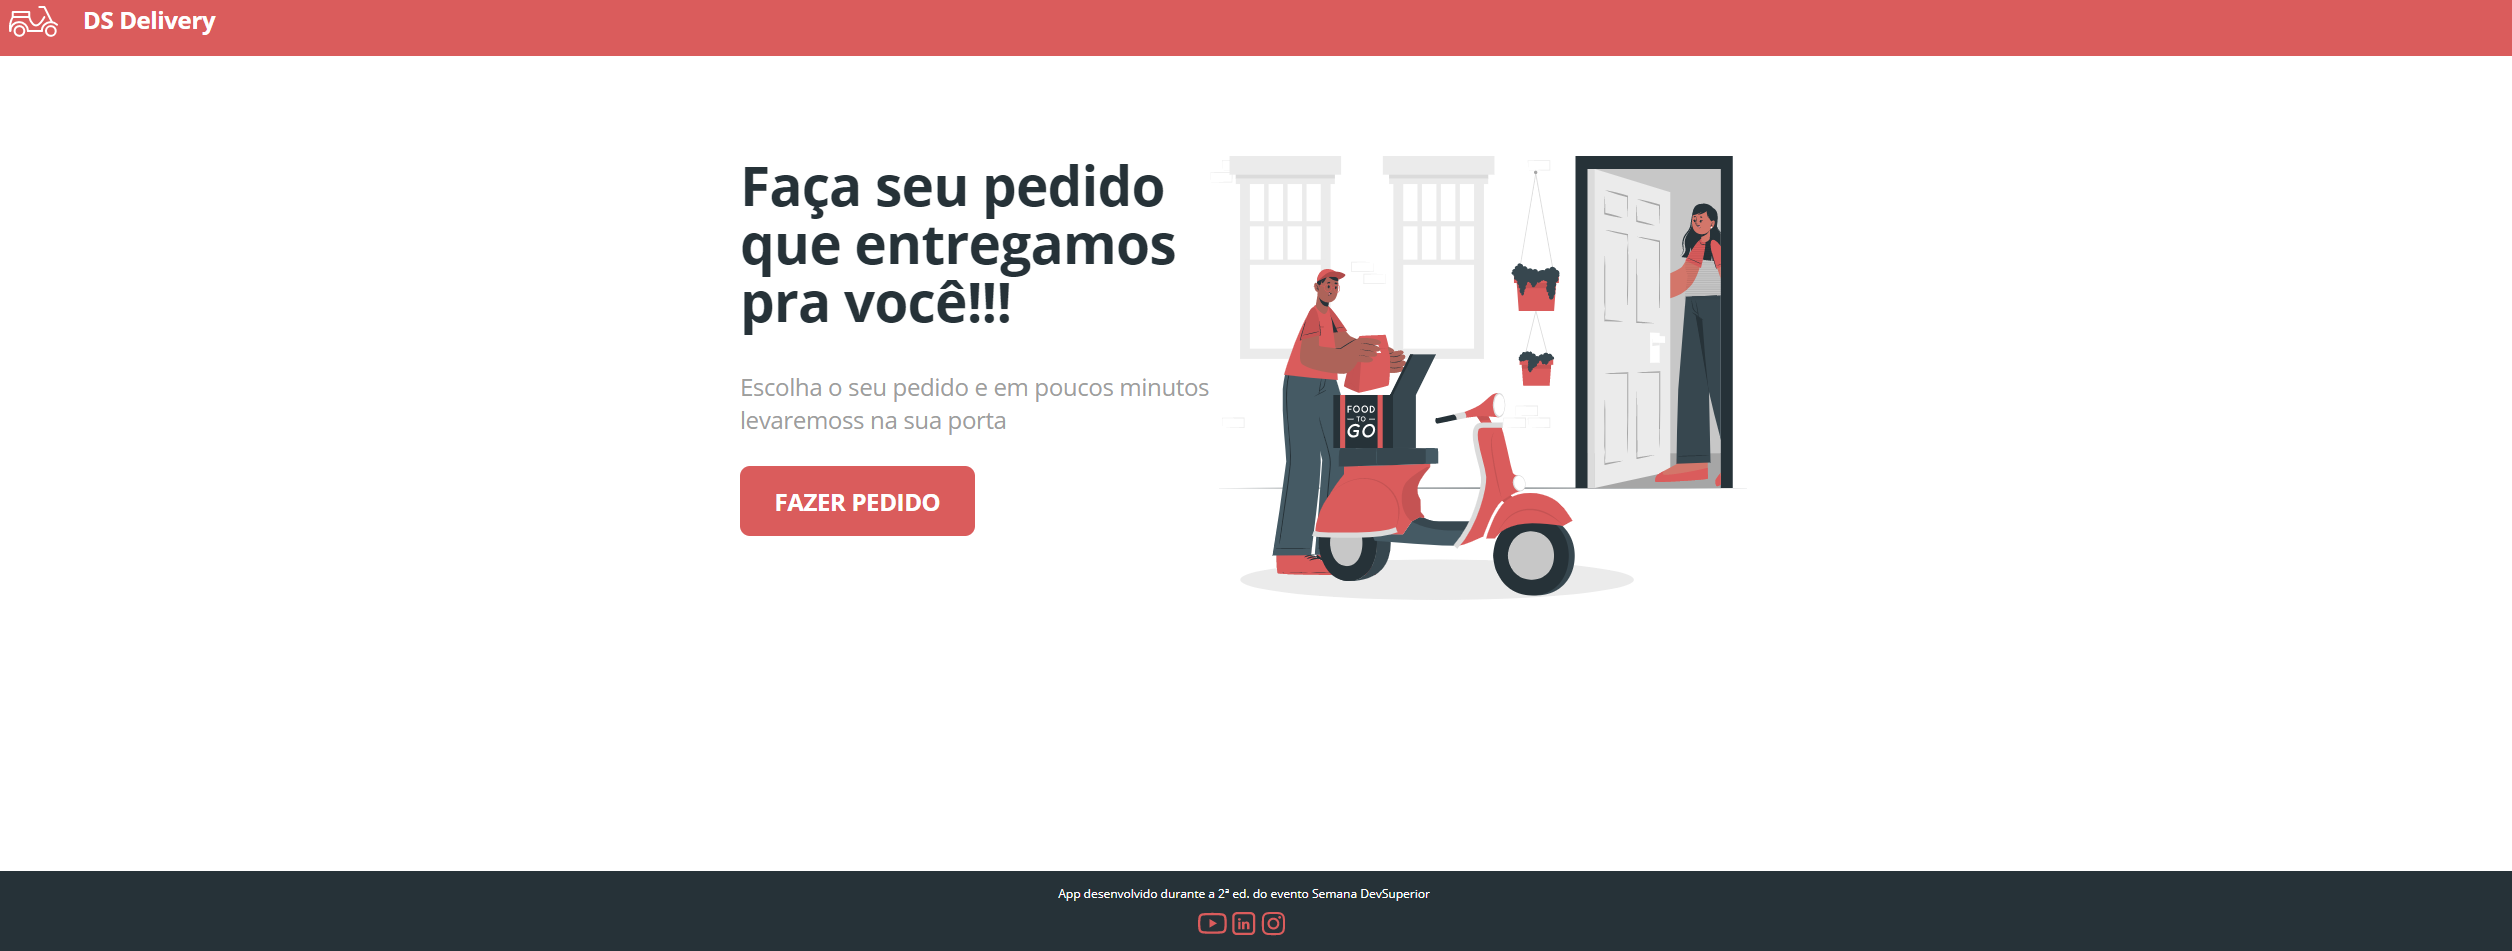 DS Delivery
Faça seu pedido
que entregamos
pra você!!!
Escolha o seu pedido e em poucos minutos
levaremoss na sua porta
FAZER PEDIDO
FOOD
TO
GO
App desenvolvido durante a 2ª ed. do evento Semana DevSuperior
in